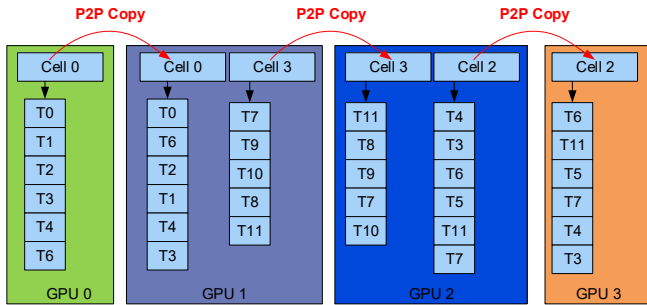 P2P Copy P2P Copy P2P Copy
Cell 0 Cell 0 Cell 3 Cell 3 Cell 2 Cell 2
T0
T1
T2
T3
T4
T6
T0
T6
T2
T1
T4
T3
T7
T9
T10
T8
T11
T11
T8
T9
T7
T10
T4
T3
T6
T5
T11
T7
T6
T11
T5
T7
T4
T3
GPU 0 GPU 1 GPU 2 GPU 3